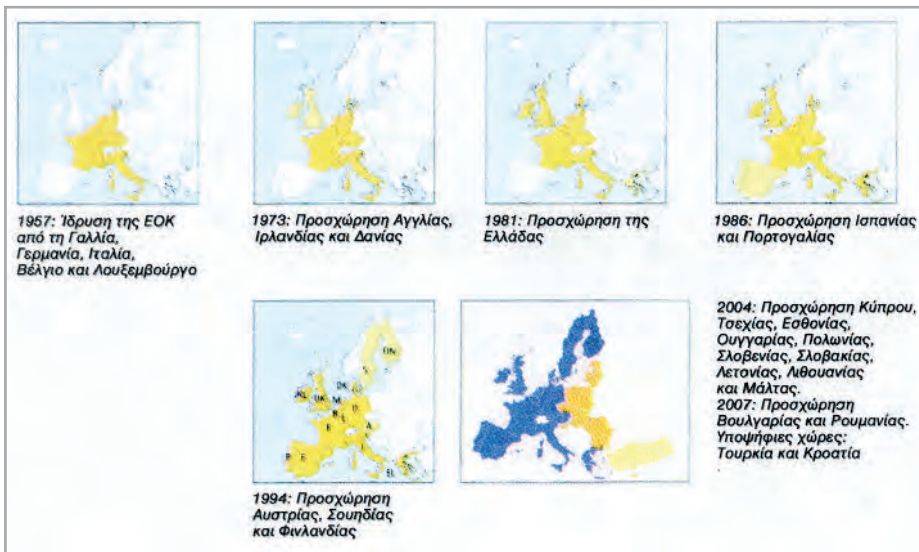 1957: Ίδρυση της ΕΟΚ
από τη Γαλλία,
Γερμανία, Ιταλία,
Βέλγιο και Λουξεμβούργο
1973: Προσχώρηση Αγγλίας,
Ιρλανδίας και Δανίας
1981: Προσχώρηση της
Ελλάδας
1986: Προσχώρηση Ισπανίας
και Πορτογαλίας
FIN
S
DK
UK
B
L
D
A
I
P
E
EL
1994: Προσχώρηση
Αυστρίας, Σουηδίας
και Φινλανδίας
2004: Προσχώρηση Κύπρου,
Τσεχίας, Εσθονίας,
Ουγγαρίας, Πολωνίας,
Σλοβενίας, Σλοβακίας,
Λετονίας, Λιθουανίας
και Μάλτας.
2007: Προσχώρηση
Βουλγαρίας και Ρουμανίας.
Υποψήφιες χώρες:
Τουρκία και Κροατία